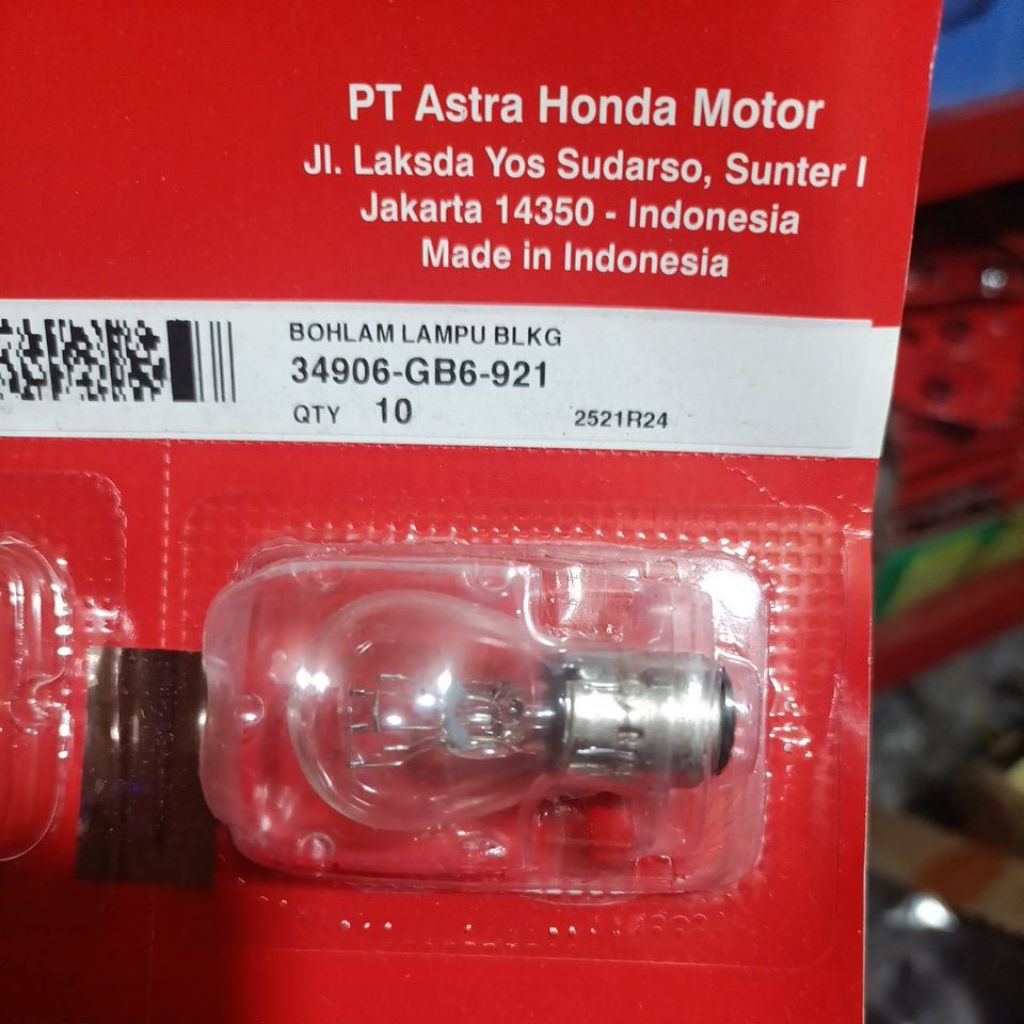 PT Astra Honda Motor
Jl. Laksda Yos Sudarso, Sunter I
Jakarta 14350 - Indonesia
Made in Indonesia
BOHLAM LAMPU BLKG
34906-GB6-921
QTY 10
2521R24